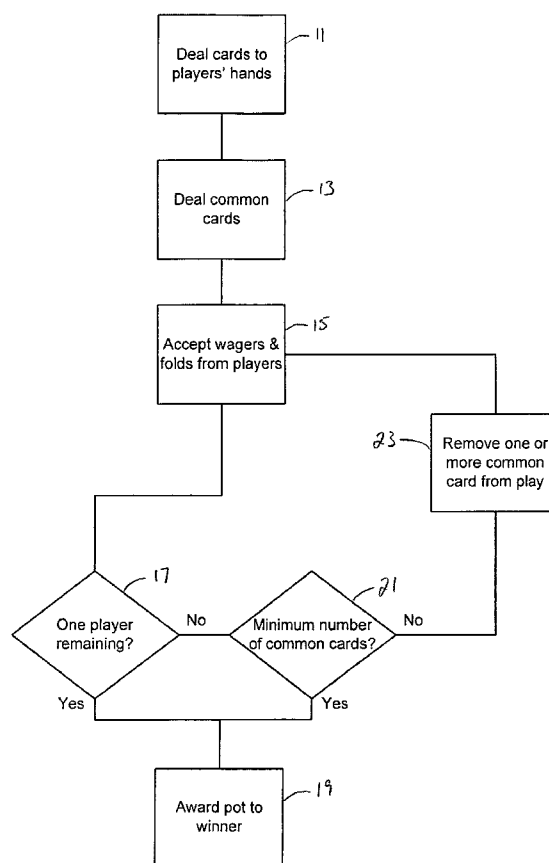 11
Deal cards to
players' hands
13
Deal common
cards
15
Accept wagers &
folds from players
23
Remove one or
more common
card from play
17
One player
remaining?
No
Yes
21
Minimum number
of common cards?
No
Yes
19
Award pot to
winner